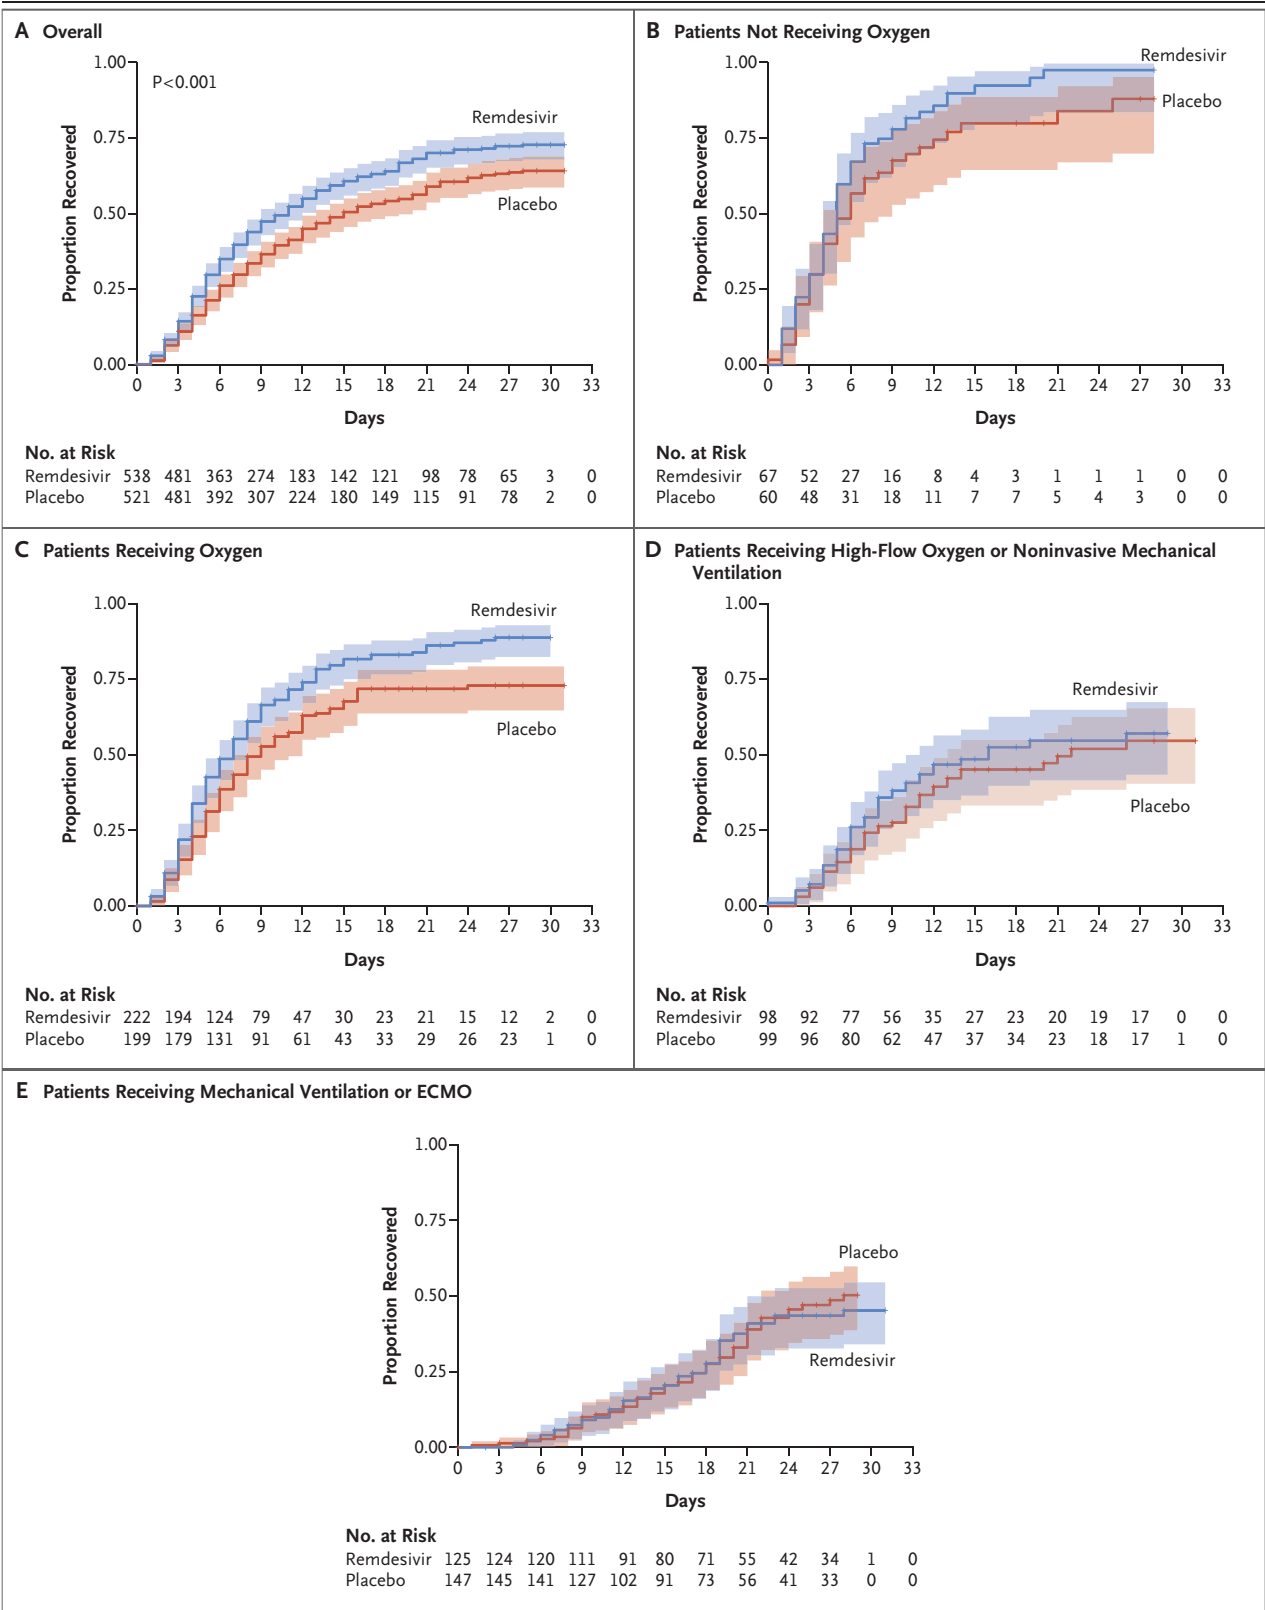 A Overall
1.00
P<0.001
Remdesivir
0.75
0.50
Placebo
0.25
0.00
Proportion Recovered
0 3 6 9 12 15 18 21 24 27 30 33
Days
No. at Risk
Remdesivir 538 481 363 274 183 142 121 98 78 65 3 0
Placebo 521 481 392 307 224 180 149 115 91 78 2 0
B Patients Not Receiving Oxygen
Remdesivir
1.00
Placebo
0.75
0.50
0.25
0.00
Proportion Recovered
0 3 6 9 12 15 18 21 24 27 30 33
Days
No. at Risk
Remdesivir 67 52 27 16 8 4 3 1 1 1 0 0
Placebo 60 48 31 18 11 7 7 5 4 3 0 0
C Patients Receiving Oxygen
1.00
Remdesivir
0.75
Placebo
0.50
0.25
0.00
Proportion Recovered
0 3 6 9 12 15 18 21 24 27 30 33
Days
No. at Risk
Remdesivir 222 194 124 79 47 30 23 21 15 12 2 0
Placebo 199 179 131 91 61 43 33 29 26 23 1 0
D Patients Receiving High-Flow Oxygen or Noninvasive Mechanical
Ventilation
1.00
0.75
Remdesivir
0.50
Placebo
0.25
0.00
Proportion Recovered
0 3 6 9 12 15 18 21 24 27 30 33
Days
No. at Risk
Remdesivir 98 92 77 56 35 27 23 20 19 17 0 0
Placebo 99 96 80 62 47 37 34 23 18 17 1 0
E Patients Receiving Mechanical Ventilation or ECMO
1.00
0.75
Placebo
0.50
Remdesivir
0.25
0.00
Proportion Recovered
0 3 6 9 12 15 18 21 24 27 30 33
Days
No. at Risk
Remdesivir 125 124 120 111 91 80 71 55 42 34 1 0
Placebo 147 145 141 127 102 91 73 56 41 33 0 0